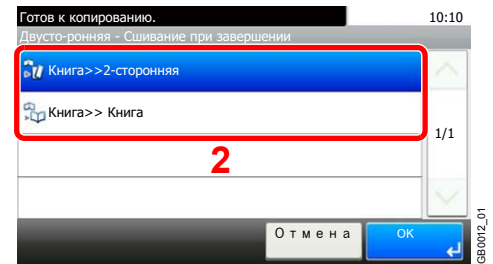 Готов к копированию. 10:10
Двусто-ронняя - Сшивание при завершении
Книга>>2-сторонняя
Книга>> Книга
1/1
2
Отмена OK
GB0012_01